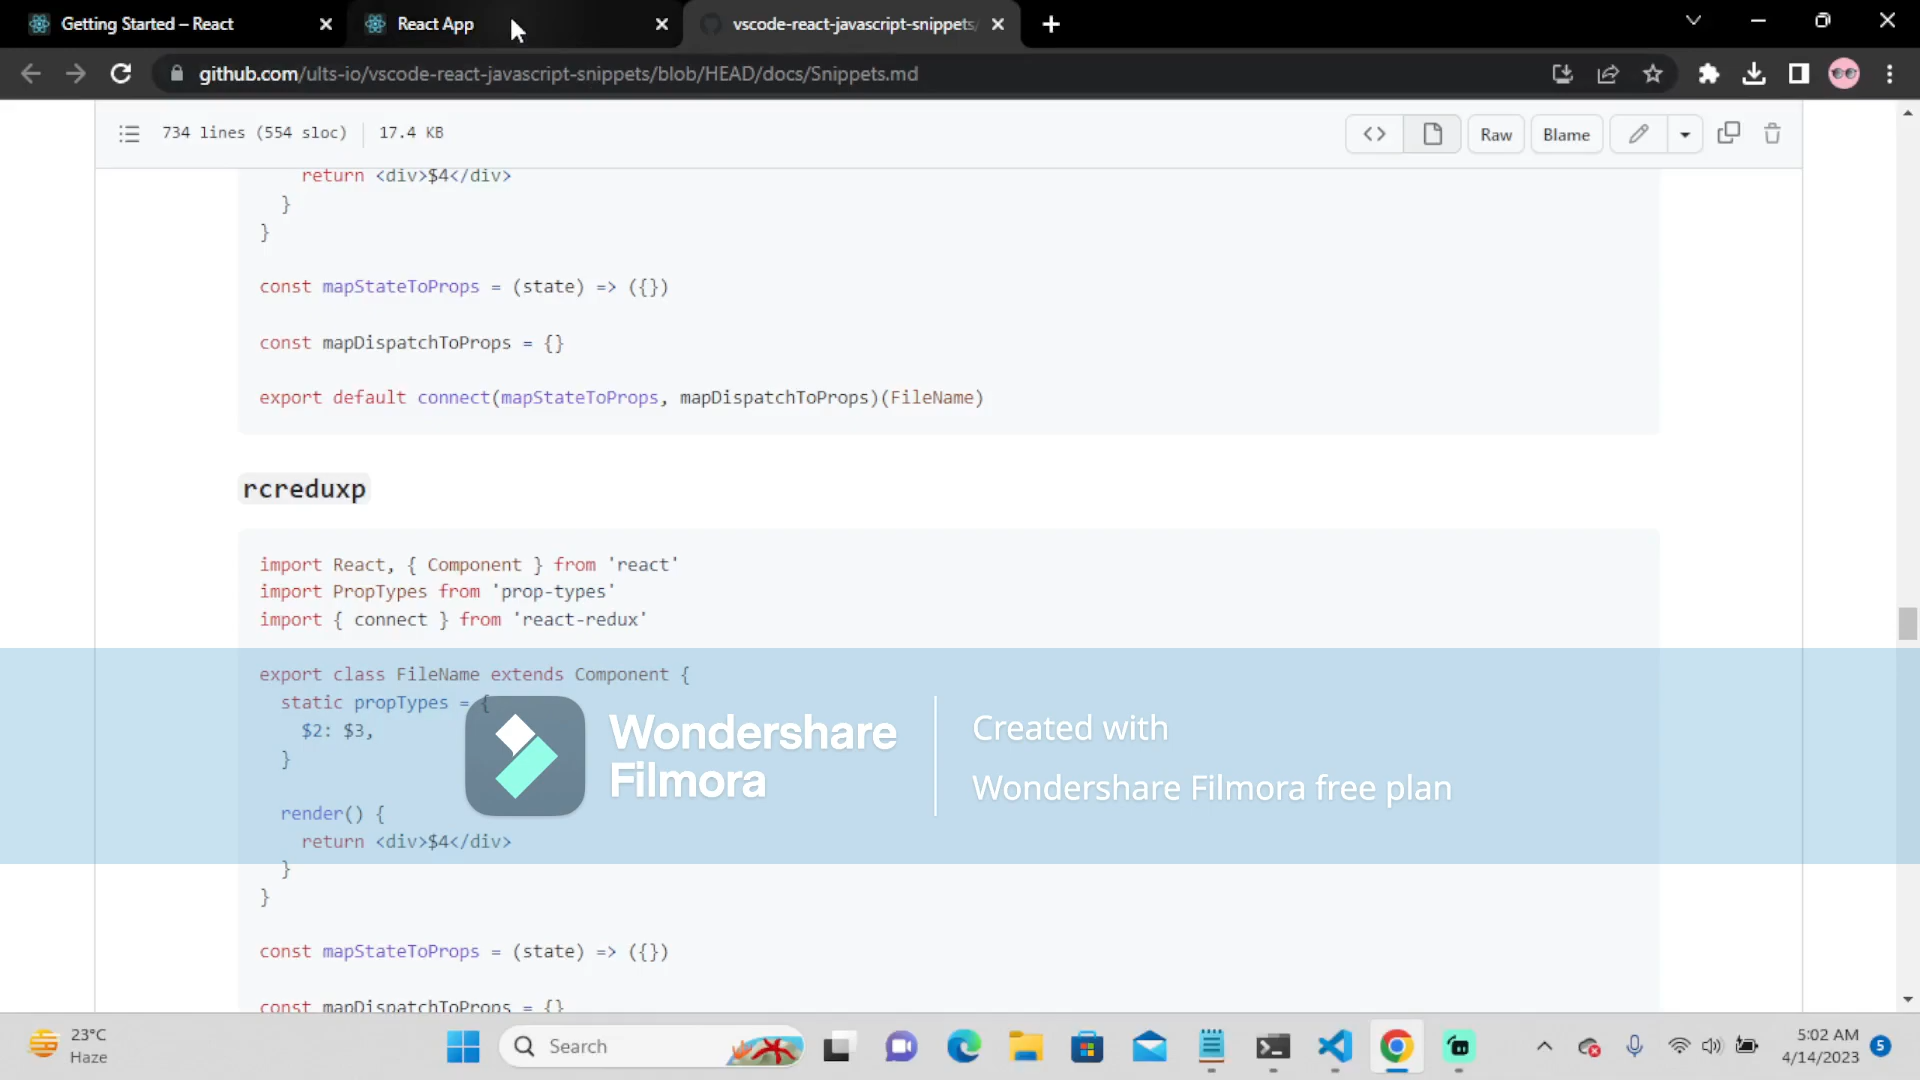 Getting Started – React
React App
vscode-react-javascript-snippets/
github.com/ults-io/vscode-react-javascript-snippets/blob/HEAD/docs/Snippets.md
734 lines (554 sloc)
17.4 KB
Raw
Blame
return <div>$4</div>
}
}
const mapStateToProps = (state) => ({})
const mapDispatchToProps = {}
export default connect(mapStateToProps, mapDispatchToProps)(FileName)
rcreduxp
import React, { Component } from 'react'
import PropTypes from 'prop-types'
import { connect } from 'react-redux'
export class FileName extends Component {
static propTypes = {
$2: $3,
}
render() {
return <div>$4</div>
}
}
const mapStateToProps = (state) => ({})
const mapDispatchToProps = {}
Wondershare
Filmora
Created with
Wondershare Filmora free plan
23°C
Haze
Search
5:02 AM
4/14/2023
5